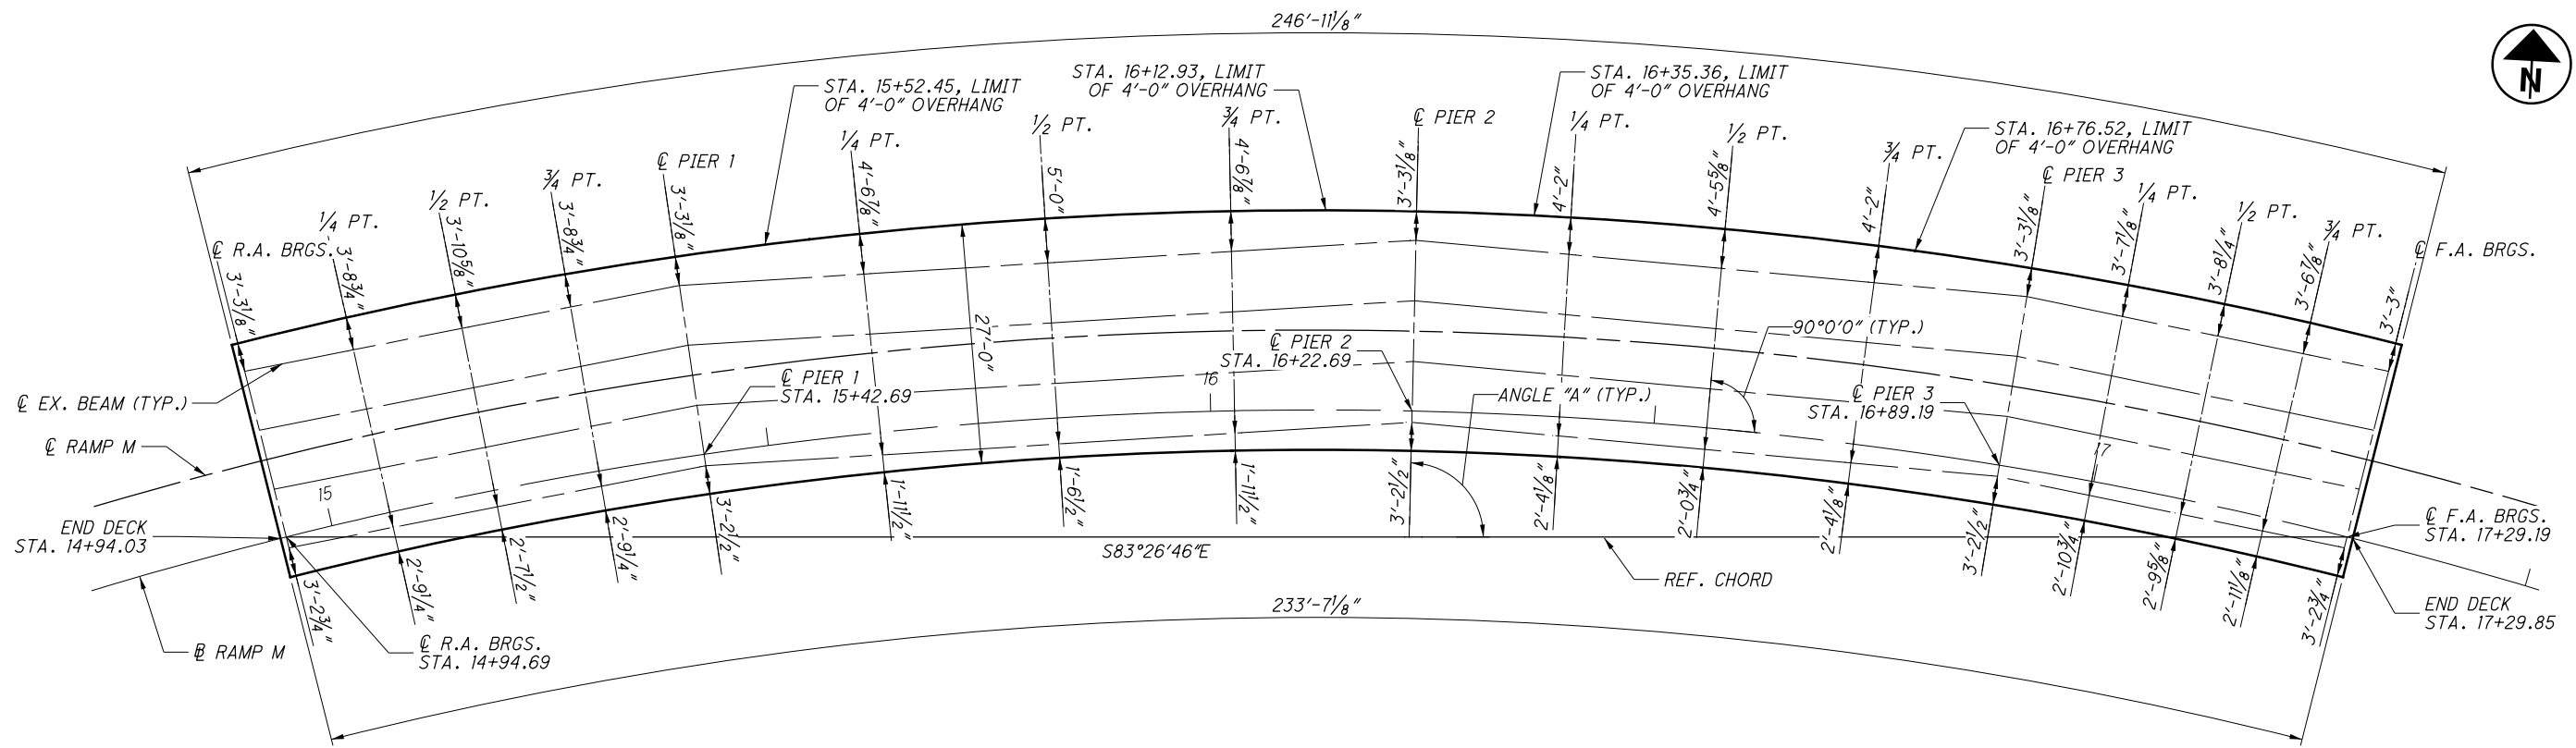 246'-11⅛"
N
STA. 15+52.45, LIMIT
OF 4'-0" OVERHANG
STA. 16+12.93, LIMIT
OF 4'-0" OVERHANG
STA. 16+35.36, LIMIT
OF 4'-0" OVERHANG
STA. 16+76.52, LIMIT
OF 4'-0" OVERHANG
℄ R.A. BRGS.
¼ PT.
½ PT.
¾ PT.
℄ PIER 1
¼ PT.
½ PT.
¾ PT.
℄ PIER 2
¼ PT.
½ PT.
¾ PT.
℄ PIER 3
¼ PT.
½ PT.
¾ PT.
℄ F.A. BRGS.
3'-3⅛"
3'-8¾"
3'-10⅝"
3'-8¾"
3'-3⅛"
4'-6⅞"
5'-0"
4'-6⅞"
3'-3⅛"
4'-2"
4'-5⅝"
4'-2"
3'-3⅛"
3'-7⅛"
3'-8¼"
3'-6⅞"
3'-3"
27'-0"
90°0'0" (TYP.)
℄ PIER 2
STA. 16+22.69
℄ PIER 1
STA. 15+42.69
16
ANGLE "A" (TYP.)
℄ PIER 3
STA. 16+89.19
℄ EX. BEAM (TYP.)
℄ RAMP M
15
17
END DECK
STA. 14+94.03
℄ F.A. BRGS.
STA. 17+29.19
S83°26'46"E
REF. CHORD
3'-2¾"
2'-9¼"
2'-7½"
2'-9¼"
3'-2½"
1'-11½"
1'-6½"
1'-11½"
3'-2½"
2'-4⅛"
2'-0¾"
2'-4⅛"
3'-2½"
2'-10¾"
2'-9⅝"
2'-11⅛"
3'-2¾"
END DECK
STA. 17+29.85
℄ R.A. BRGS.
STA. 14+94.69
BL RAMP M
233'-7⅛"